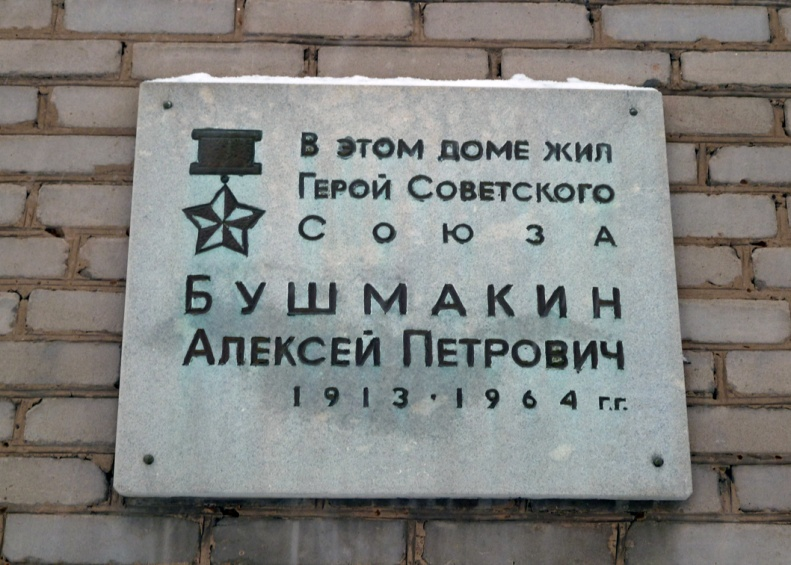 В этом доме жил
Герой Советского
Союза
Бушмакин
Алексей Петрович
1913·1964 г.г.